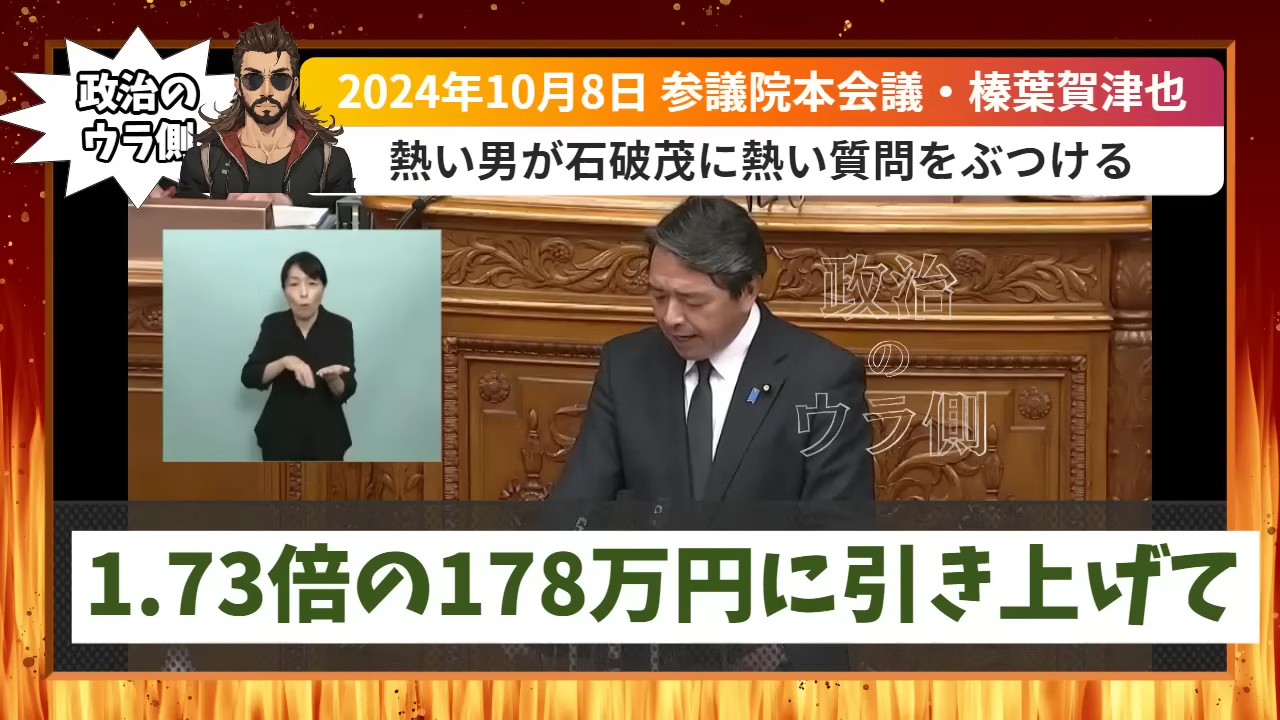 政治の
ウラ側
2024年10月8日 参議院本会議・榛葉賀津也
熱い男が石破茂に熱い質問をぶつける
政治
の
ウラ側
1.73倍の178万円に引き上げて